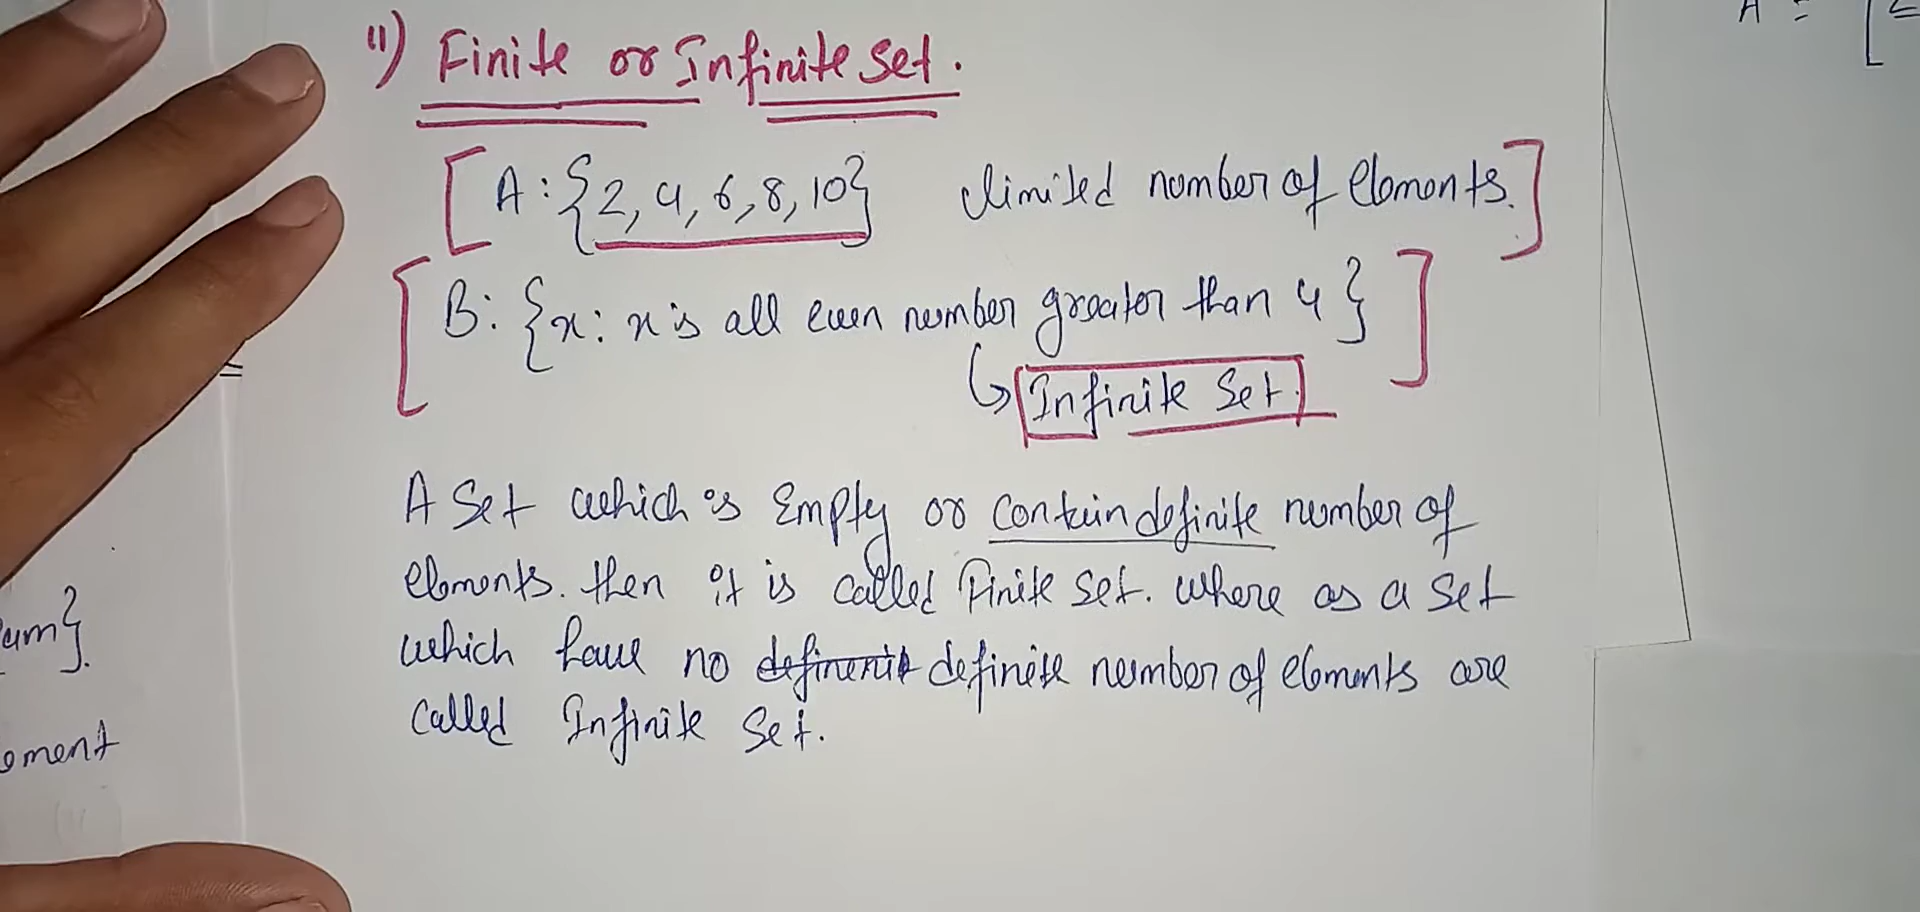 11) Finite or Infinite set.
[A:{2, 4, 6, 8, 10} limited number of elements.]
[B: {x: x is all even number greater than 4}]
↳ Infinite Set.
A Set which is Empty or contain definite number of
elements. then it is called Finite Set. where as a Set
which have no definite number of elements are
called Infinite Set.
um}.
ement
A =